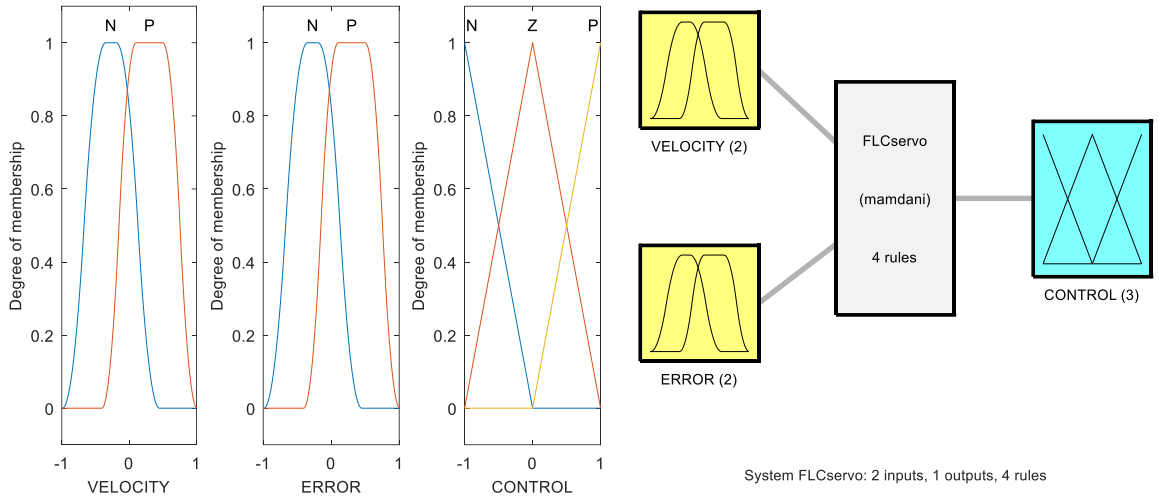 N P
1
0.8
0.6
0.4
0.2
0
Degree of membership
-1 0 1
VELOCITY
N P
1
0.8
0.6
0.4
0.2
0
Degree of membership
-1 0 1
ERROR
N Z P
1
0.8
0.6
0.4
0.2
0
Degree of membership
-1 0 1
CONTROL
VELOCITY (2)
ERROR (2)
FLCservo
(mamdani)
4 rules
CONTROL (3)
System FLCservo: 2 inputs, 1 outputs, 4 rules